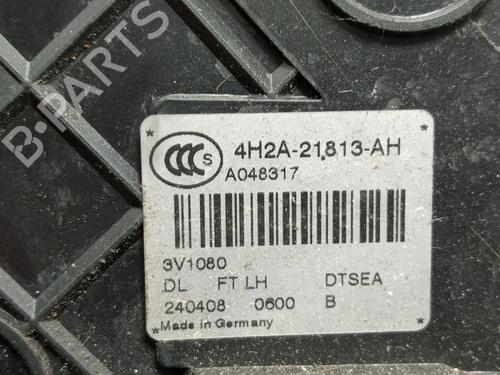 B-PARTS
CCC S
4H2A-21813-AH
A048317
3V1080
DL FT LH DTSEA
240408 0600 B
Made in Germany